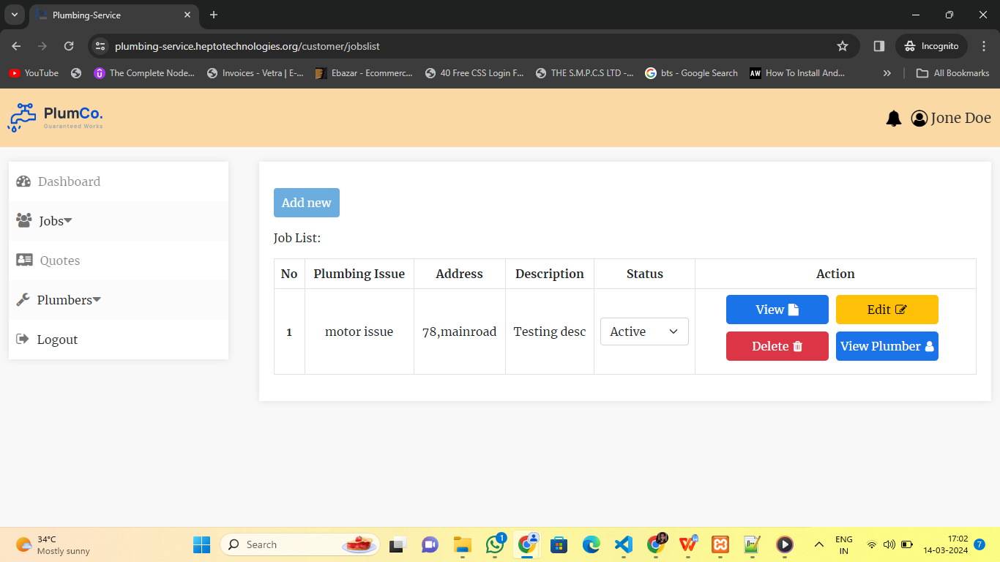 Plumbing-Service
plumbing-service.heptotechnologies.org/customer/jobslist
Incognito
YouTube
The Complete Node...
Invoices - Vetra | E-...
Ebazar - Ecommerc...
40 Free CSS Login F...
THE S.M.P.C.S LTD -...
bts - Google Search
AW How To Install And...
All Bookmarks
PlumCo.
Guaranteed Works
Jone Doe
Dashboard
Jobs
Quotes
Plumbers
Logout
Add new
Job List:
No Plumbing Issue Address Description Status Action
1 motor issue 78,mainroad Testing desc Active
View Edit
Delete View Plumber
34°C
Mostly sunny
Search
1
ENG
IN
17:02
14-03-2024
7